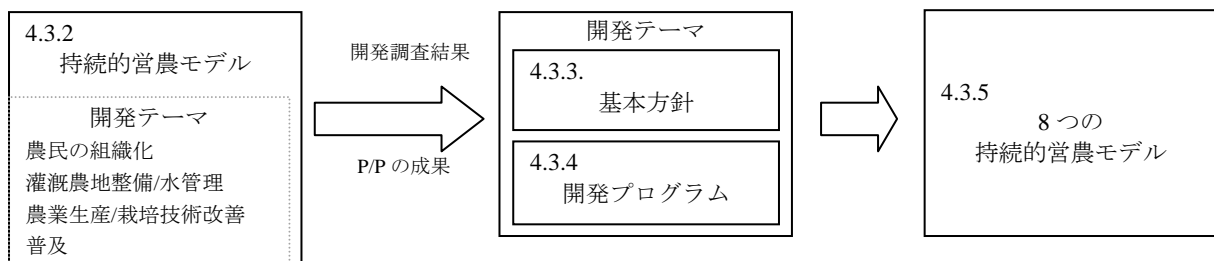 4.3.2
持続的営農モデル
開発テーマ
農民の組織化
灌漑農地整備/水管理
農業生産/栽培技術改善
普及
開発調査結果
P/P の成果
開発テーマ
4.3.3.
基本方針
4.3.4
開発プログラム
4.3.5
8 つの
持続的営農モデル